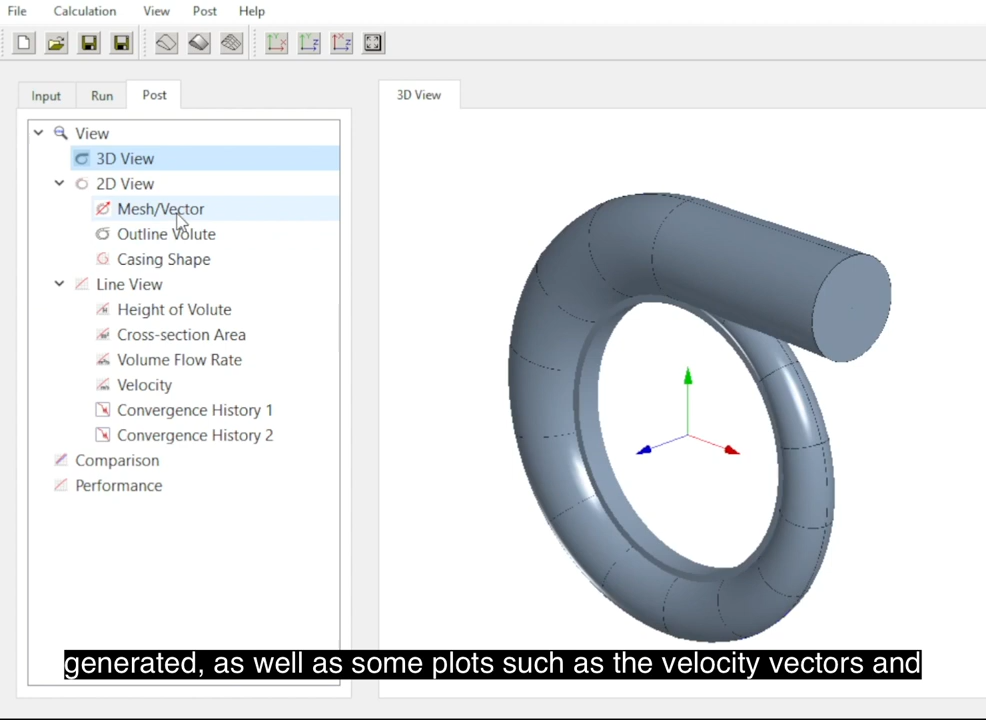 File Calculation View Post Help
Input Run Post
3D View
View
3D View
2D View
Mesh/Vector
Outline Volute
Casing Shape
Line View
Height of Volute
Cross-section Area
Volume Flow Rate
Velocity
Convergence History 1
Convergence History 2
Comparison
Performance
generated, as well as some plots such as the velocity vectors and